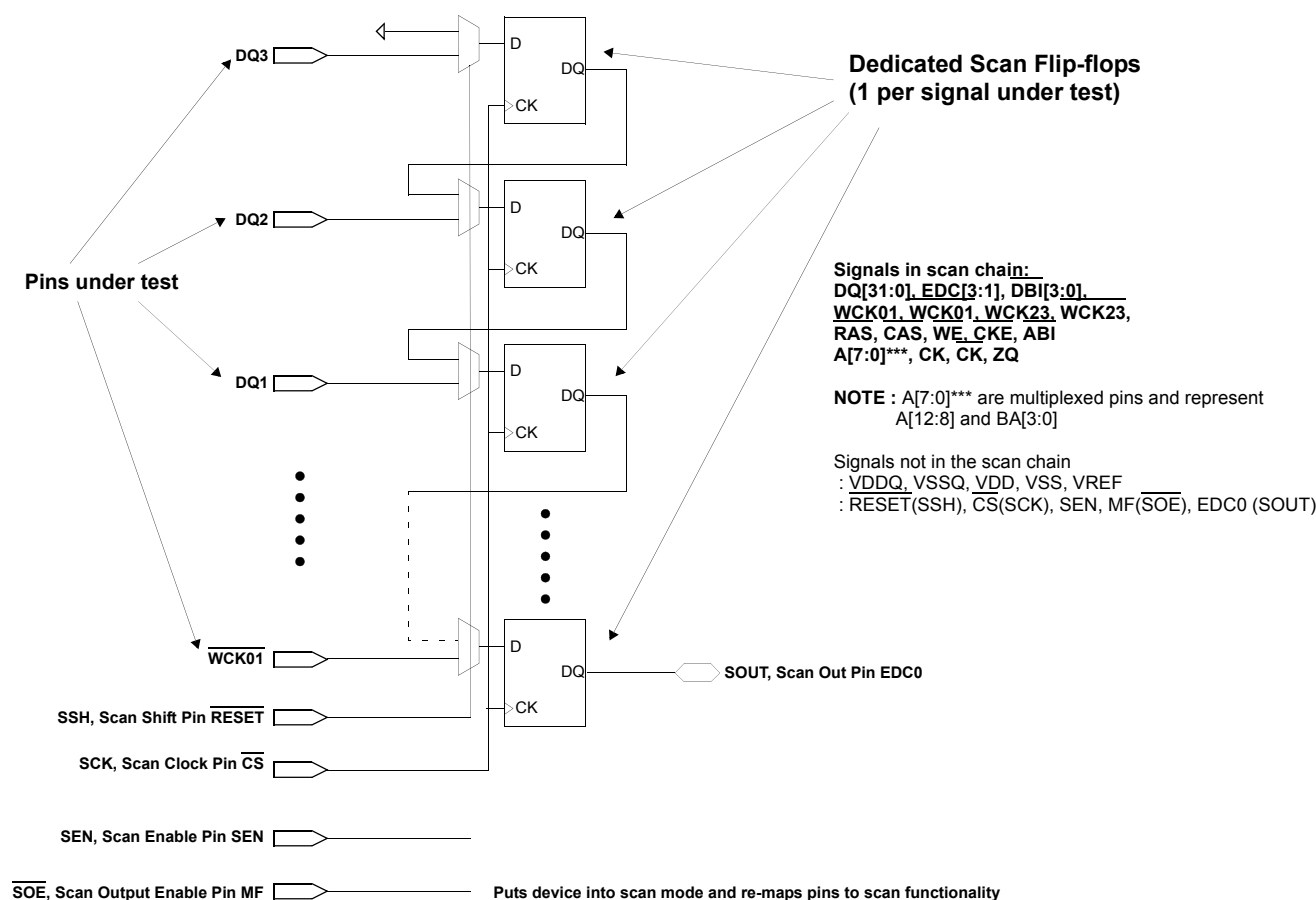 DQ3
D
DQ
CK
Dedicated Scan Flip-flops
(1 per signal under test)
DQ2
D
DQ
CK
Pins under test
Signals in scan chain:
DQ[31:0], EDC[3:1], DBI[3:0],
WCK01, WCK01, WCK23, WCK23,
RAS, CAS, WE, CKE, ABI
A[7:0]***, CK, CK, ZQ
DQ1
D
DQ
CK
NOTE : A[7:0]*** are multiplexed pins and represent
A[12:8] and BA[3:0]
Signals not in the scan chain
: VDDQ, VSSQ, VDD, VSS, VREF
: RESET(SSH), CS(SCK), SEN, MF(SOE), EDC0 (SOUT)
WCK01
D
DQ
CK
SOUT, Scan Out Pin EDC0
SSH, Scan Shift Pin RESET
SCK, Scan Clock Pin CS
SEN, Scan Enable Pin SEN
SOE, Scan Output Enable Pin MF
Puts device into scan mode and re-maps pins to scan functionality